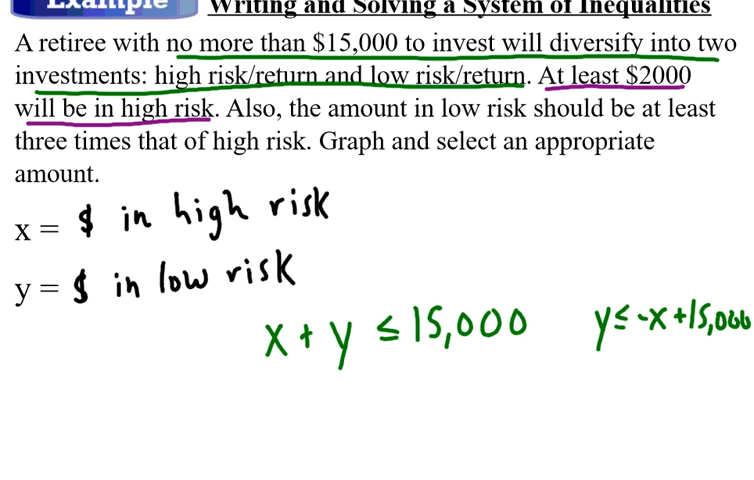 Example Writing and Solving a System of Inequalities
A retiree with no more than $15,000 to invest will diversify into two
investments: high risk/return and low risk/return. At least $2000
will be in high risk. Also, the amount in low risk should be at least
three times that of high risk. Graph and select an appropriate
amount.
x = $ in high risk
y = $ in low risk
x + y ≤ 15,000 y ≤ -x + 15,000